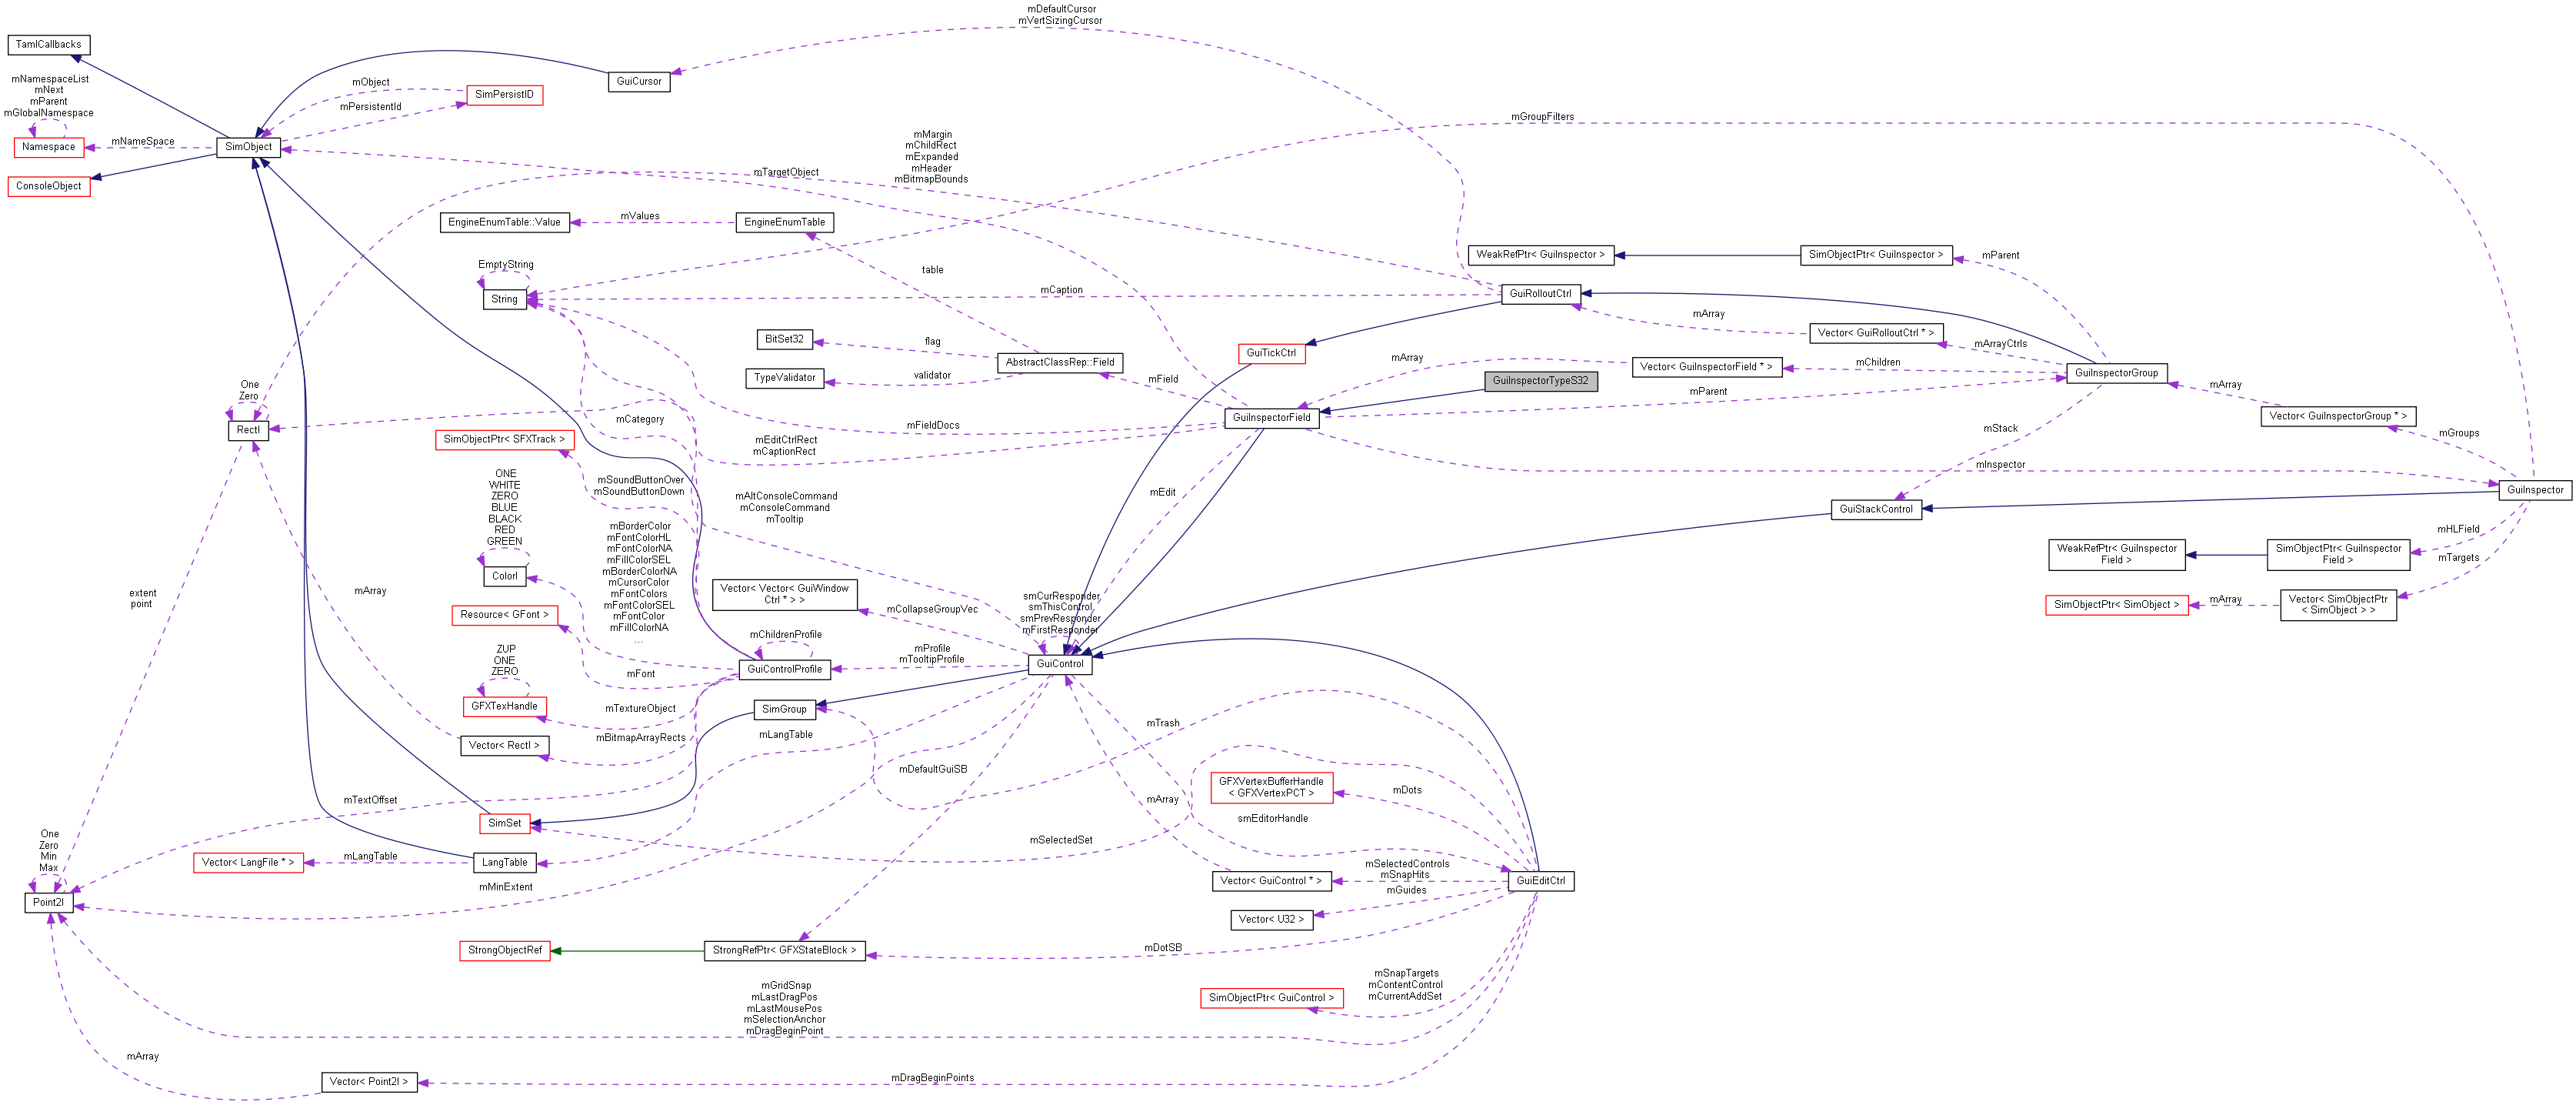 mDefaultCursor
mVertSizingCursor
TamlCallbacks
GuiCursor
mNamespaceList
mNext
mParent
mGlobalNamespace
mObject
SimPersistID
mPersistentId
mGroupFilters
Namespace
mNameSpace
SimObject
mMargin
mChildRect
mExpanded
mHeader
mBitmapBounds
mTargetObject
ConsoleObject
EngineEnumTable::Value
mValues
EngineEnumTable
WeakRefPtr< GuiInspector >
SimObjectPtr< GuiInspector >
mParent
EmptyString
String
table
mCaption
GuiRolloutCtrl
mArray
Vector< GuiRolloutCtrl * >
BitSet32
flag
mArrayCtrls
GuiTickCtrl
AbstractClassRep::Field
mArray
Vector< GuiInspectorField * >
mChildren
GuiInspectorGroup
TypeValidator
validator
mField
GuiInspectorTypeS32
mParent
mArray
One
Zero
RectI
mCategory
mFieldDocs
GuiInspectorField
Vector< GuiInspectorGroup * >
SimObjectPtr< SFXTrack >
mEditCtrlRect
mCaptionRect
mStack
mGroups
mInspector
GuiInspector
ONE
WHITE
ZERO
BLUE
BLACK
RED
GREEN
ColorI
mSoundButtonOver
mSoundButtonDown
mAltConsoleCommand
mConsoleCommand
mTooltip
mEdit
GuiStackControl
mHLField
mTargets
mBorderColor
mFontColorHL
mFontColorNA
mFillColorSEL
mBorderColorNA
mCursorColor
mFontColors
mFontColorSEL
mFontColor
mFillColorNA
...
WeakRefPtr< GuiInspector
Field >
SimObjectPtr< GuiInspector
Field >
extent
point
mArray
Resource< GFont >
Vector< Vector< GuiWindow
Ctrl * > >
mCollapseGroupVec
smCurResponder
smThisControl
smPrevResponder
mFirstResponder
SimObjectPtr< SimObject >
mArray
Vector< SimObjectPtr
< SimObject > >
ZUP
ONE
ZERO
GFXTexHandle
mFont
mChildrenProfile
GuiControlProfile
mProfile
mTooltipProfile
GuiControl
mTextureObject
SimGroup
mBitmapArrayRects
Vector< RectI >
mLangTable
mTrash
mDefaultGuiSB
GFXVertexBufferHandle
< GFXVertexPCT >
mDots
mTextOffset
mArray
SimSet
smEditorHandle
mSelectedSet
One
Zero
Min
Max
Point2I
Vector< LangFile * >
mLangTable
LangTable
mMinExtent
Vector< GuiControl * >
mSelectedControls
mSnapHits
GuiEditCtrl
mGuides
Vector< U32 >
StrongObjectRef
StrongRefPtr< GFXStateBlock >
mDotSB
mGridSnap
mLastDragPos
mLastMousePos
mSelectionAnchor
mDragBeginPoint
SimObjectPtr< GuiControl >
mSnapTargets
mContentControl
mCurrentAddSet
mArray
Vector< Point2I >
mDragBeginPoints